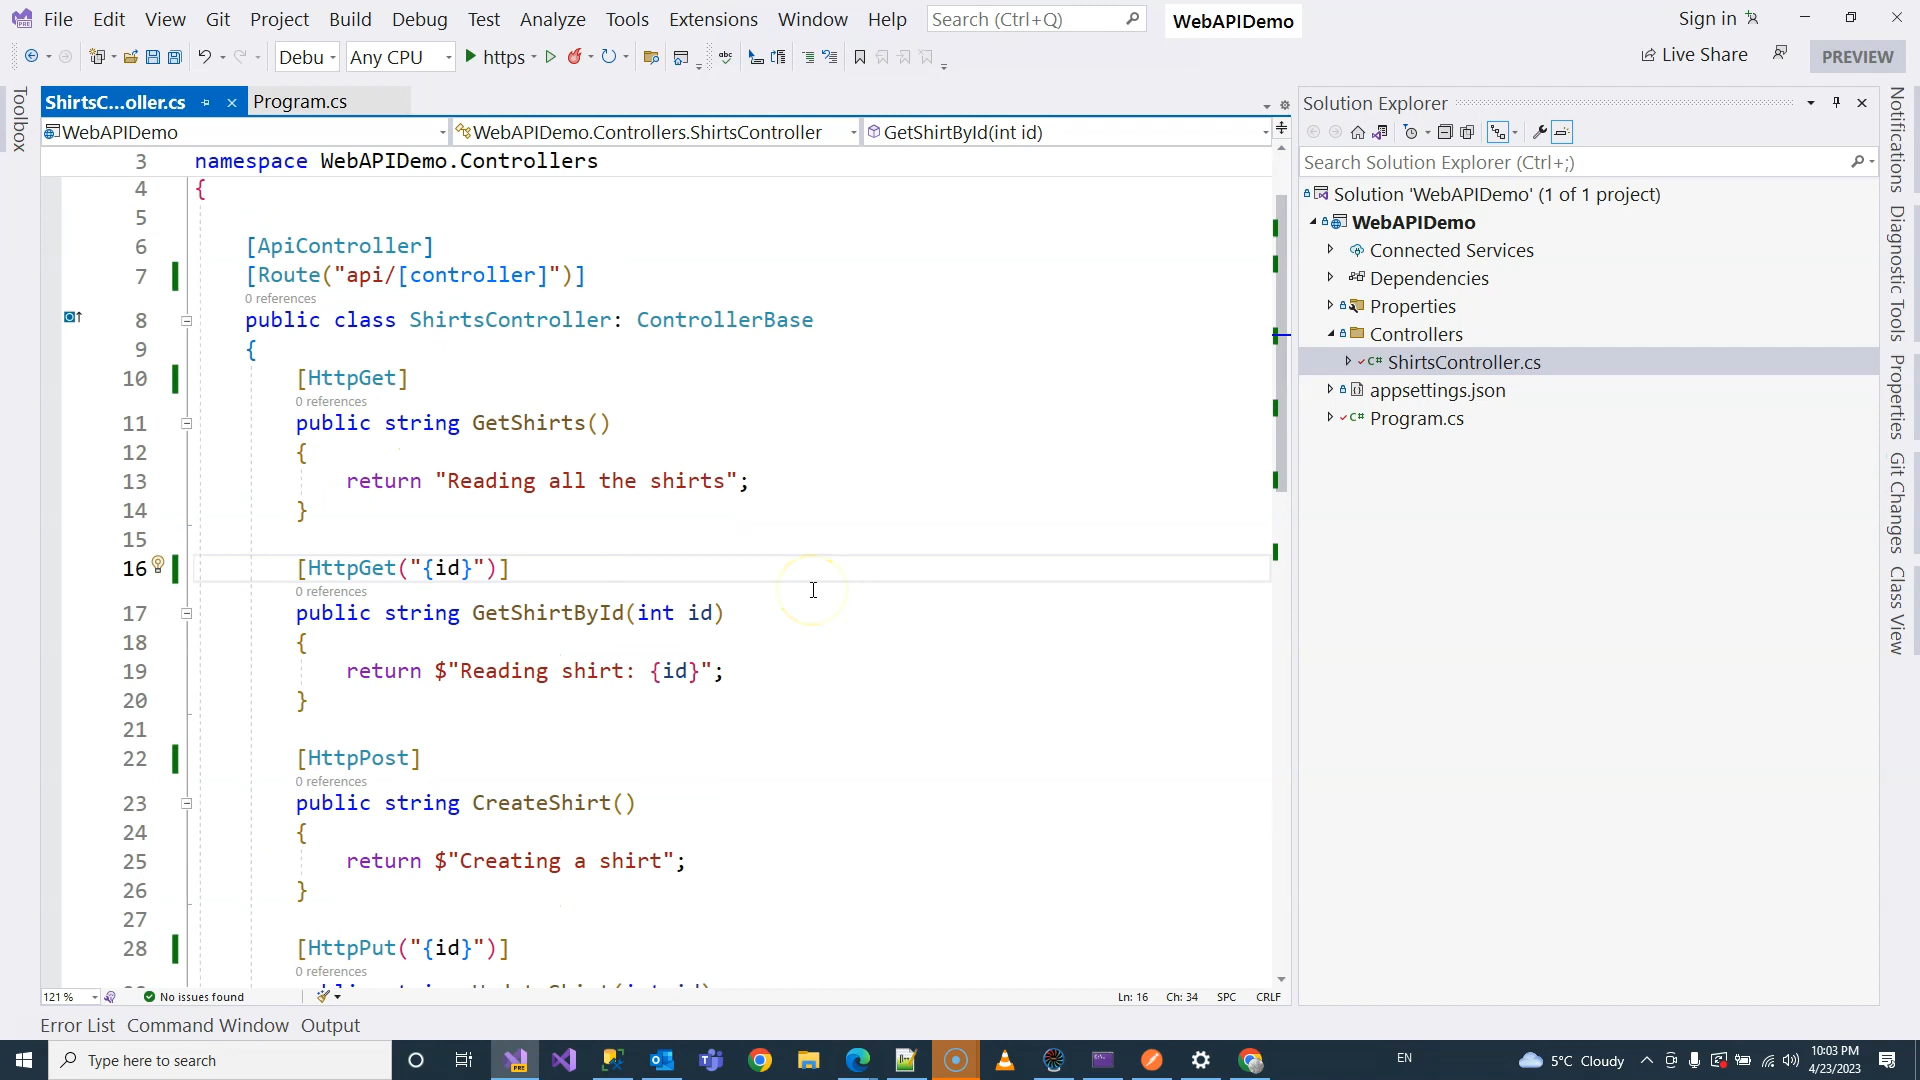 File Edit View Git Project Build Debug Test Analyze Tools Extensions Window Help Search (Ctrl+Q) WebAPIDemo Sign in
Debu Any CPU https Live Share PREVIEW
Toolbox
ShirtsC...oller.cs Program.cs
WebAPIDemo WebAPIDemo.Controllers.ShirtsController GetShirtById(int id)
3 namespace WebAPIDemo.Controllers
4 {
5
6 [ApiController]
7 [Route("api/[controller]")]
0 references
8 public class ShirtsController: ControllerBase
9 {
10 [HttpGet]
0 references
11 public string GetShirts()
12 {
13 return "Reading all the shirts";
14 }
15
16 [HttpGet("{id}")]
0 references
17 public string GetShirtById(int id)
18 {
19 return $"Reading shirt: {id}";
20 }
21
22 [HttpPost]
0 references
23 public string CreateShirt()
24 {
25 return $"Creating a shirt";
26 }
27
28 [HttpPut("{id}")]
0 references
121 % No issues found Ln: 16 Ch: 34 SPC CRLF
Error List Command Window Output
Solution Explorer
Search Solution Explorer (Ctrl+;)
Solution 'WebAPIDemo' (1 of 1 project)
WebAPIDemo
Connected Services
Dependencies
Properties
Controllers
C# ShirtsController.cs
appsettings.json
C# Program.cs
Notifications
Diagnostic Tools
Properties
Git Changes
Class View
Type here to search PRE EN 5°C Cloudy 10:03 PM
4/23/2023